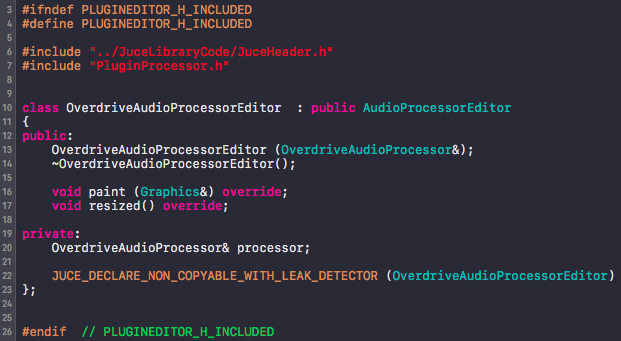 3 #ifndef PLUGINEDITOR_H_INCLUDED
4 #define PLUGINEDITOR_H_INCLUDED
5
6 #include "../JuceLibraryCode/JuceHeader.h"
7 #include "PluginProcessor.h"
8
9
10 class OverdriveAudioProcessorEditor  : public AudioProcessorEditor
11 {
12 public:
13     OverdriveAudioProcessorEditor (OverdriveAudioProcessor&);
14     ~OverdriveAudioProcessorEditor();
15
16     void paint (Graphics&) override;
17     void resized() override;
18
19 private:
20     OverdriveAudioProcessor& processor;
21
22     JUCE_DECLARE_NON_COPYABLE_WITH_LEAK_DETECTOR (OverdriveAudioProcessorEditor)
23 };
24
25
26 #endif  // PLUGINEDITOR_H_INCLUDED